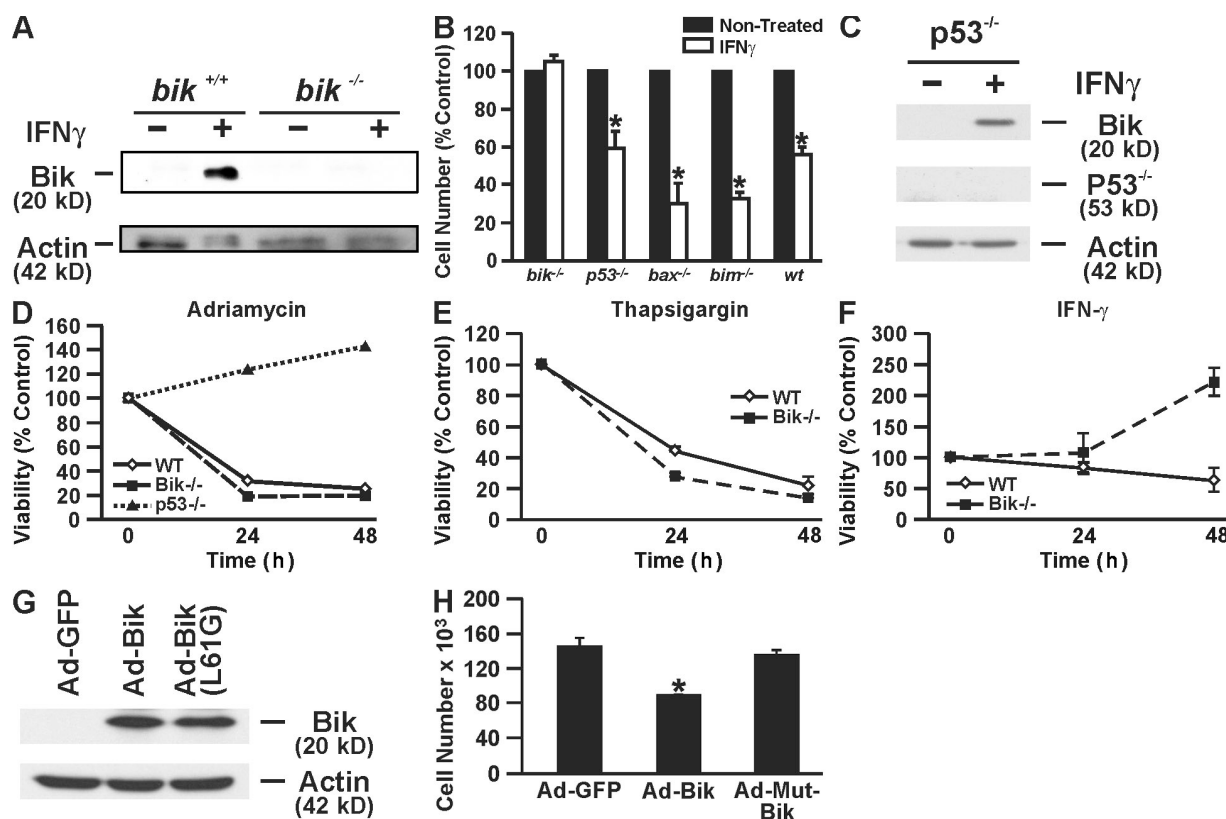 A
bik +/+ bik -/-
IFNγ − + − +
Bik
(20 kD)
Actin
(42 kD)
B
Non-Treated
IFNγ
Cell Number (% Control)
120
100
80
60
40
20
0
* * * *
bik-/- p53-/- bax-/- bim-/- wt
C
p53-/-
− + IFNγ
Bik
(20 kD)
P53-/-
(53 kD)
Actin
(42 kD)
D
Adriamycin
Viability (% Control)
160
140
120
100
80
60
40
20
0
WT
Bik-/-
p53-/-
0 24 48
Time (h)
E
Thapsigargin
Viability (% Control)
120
100
80
60
40
20
0
WT
Bik-/-
0 24 48
Time (h)
F
IFN-γ
Viability (% Control)
300
250
200
150
100
50
0
WT
Bik-/-
0 24 48
Time (h)
G
Ad-GFP
Ad-Bik
Ad-Bik
(L61G)
Bik
(20 kD)
Actin
(42 kD)
H
Cell Number x 10³
200
160
120
80
40
0
*
Ad-GFP Ad-Bik Ad-Mut-
Bik